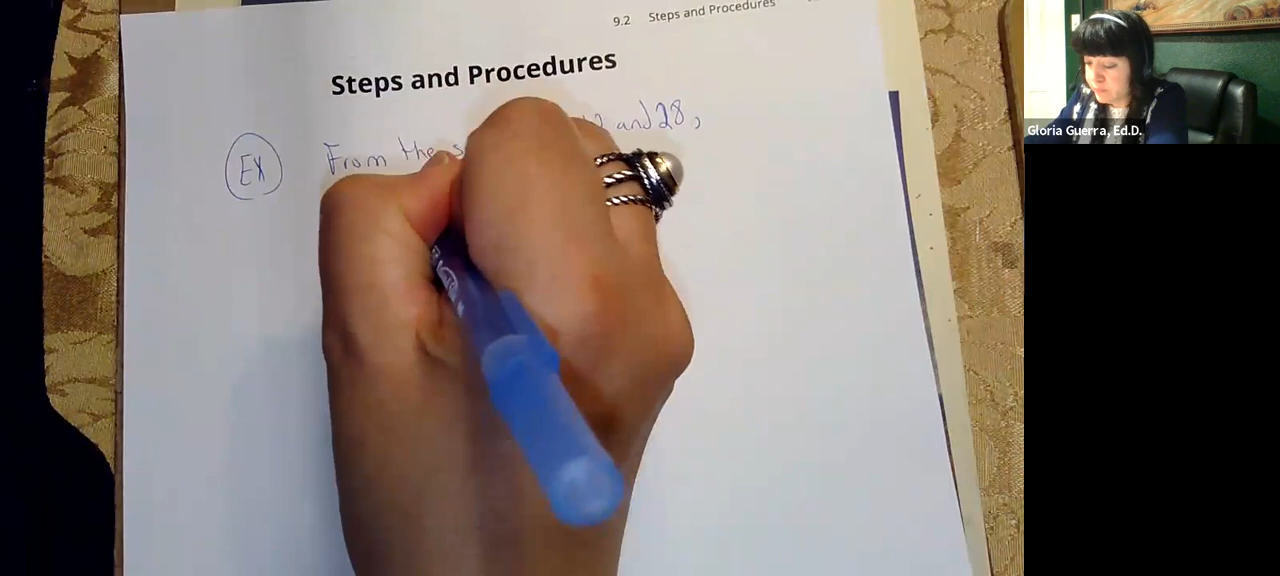 9.2 Steps and Procedures
Steps and Procedures
EX
From the and 28,
Gloria Guerra, Ed.D.